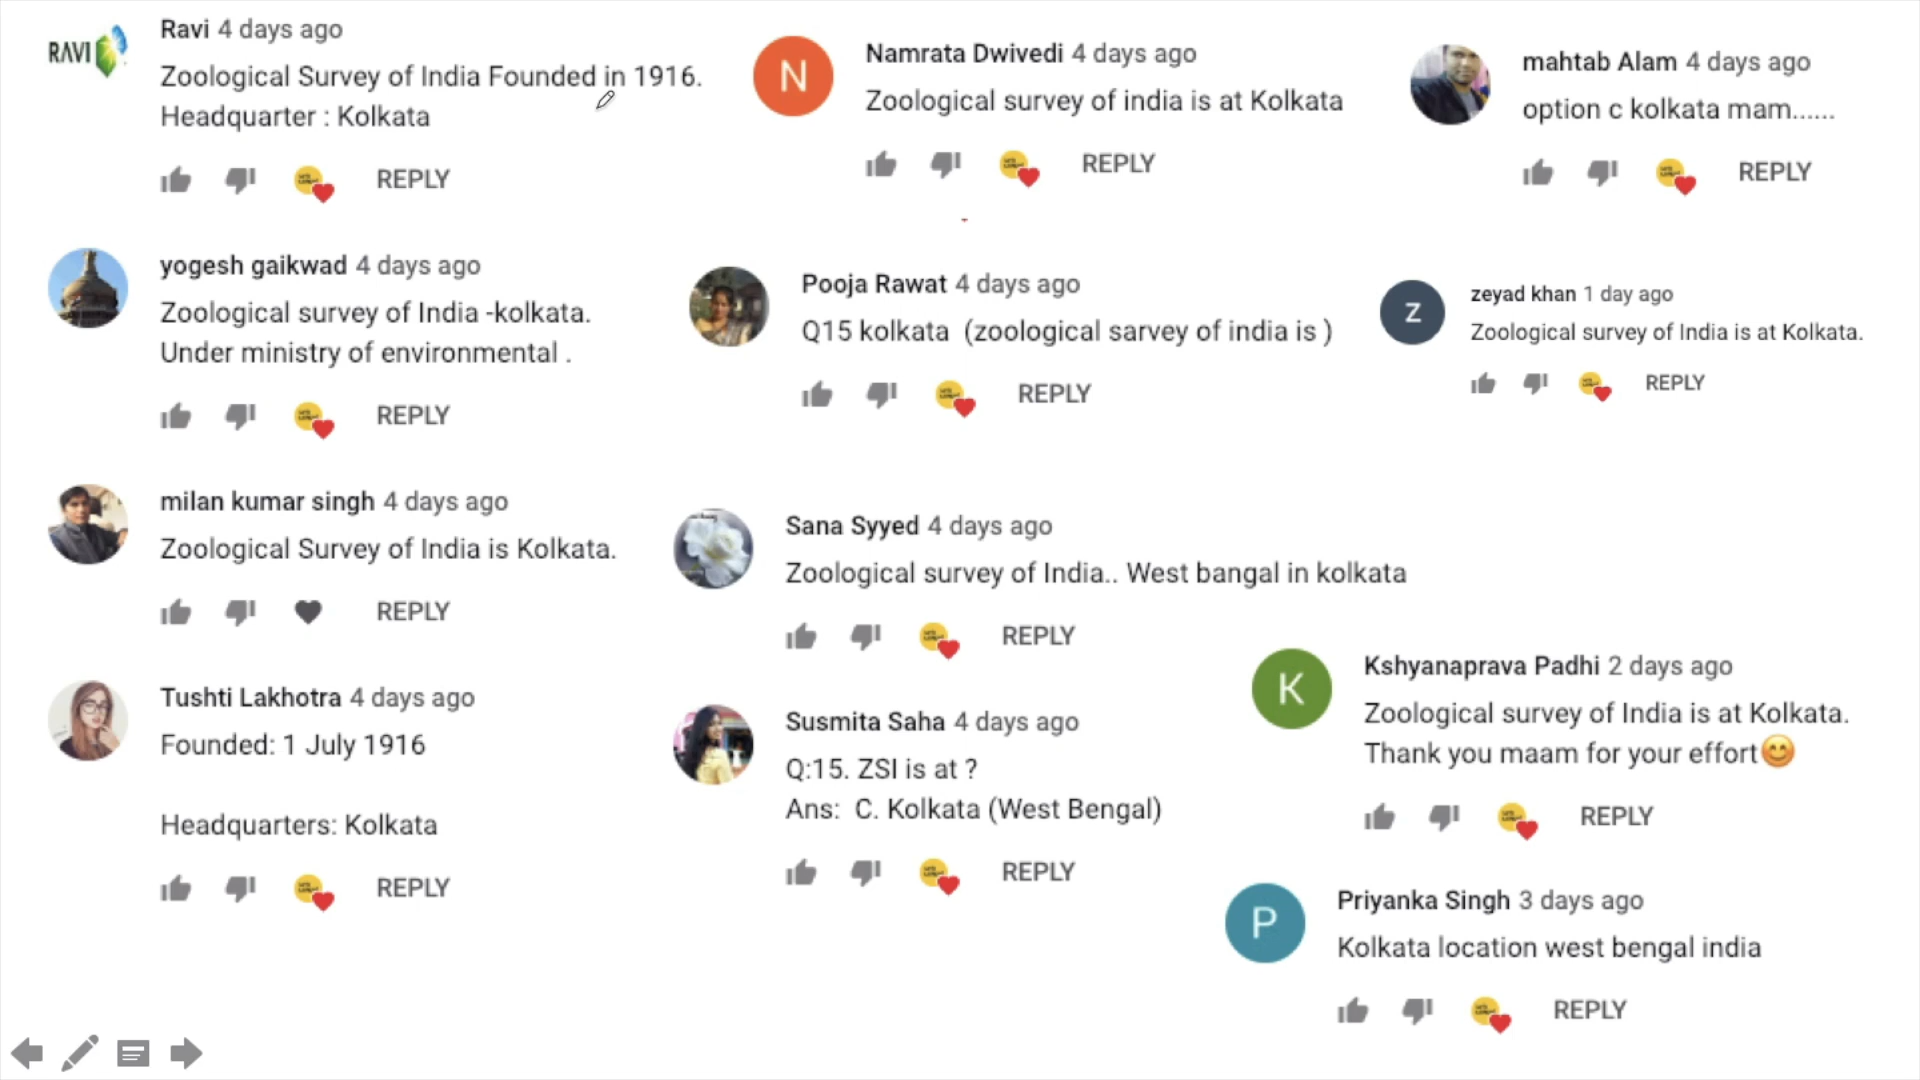 RAVI
Ravi 4 days ago
Zoological Survey of India Founded in 1916.
Headquarter : Kolkata
REPLY
N
Namrata Dwivedi 4 days ago
Zoological survey of india is at Kolkata
REPLY
mahtab Alam 4 days ago
option c kolkata mam......
REPLY
yogesh gaikwad 4 days ago
Zoological survey of India -kolkata.
Under ministry of environmental .
REPLY
Pooja Rawat 4 days ago
Q15 kolkata (zoological sarvey of india is )
REPLY
z
zeyad khan 1 day ago
Zoological survey of India is at Kolkata.
REPLY
milan kumar singh 4 days ago
Zoological Survey of India is Kolkata.
REPLY
Sana Syyed 4 days ago
Zoological survey of India.. West bangal in kolkata
REPLY
Tushti Lakhotra 4 days ago
Founded: 1 July 1916
Headquarters: Kolkata
REPLY
Susmita Saha 4 days ago
Q:15. ZSI is at ?
Ans: C. Kolkata (West Bengal)
REPLY
K
Kshyanaprava Padhi 2 days ago
Zoological survey of India is at Kolkata.
Thank you maam for your effort😊
REPLY
P
Priyanka Singh 3 days ago
Kolkata location west bengal india
REPLY